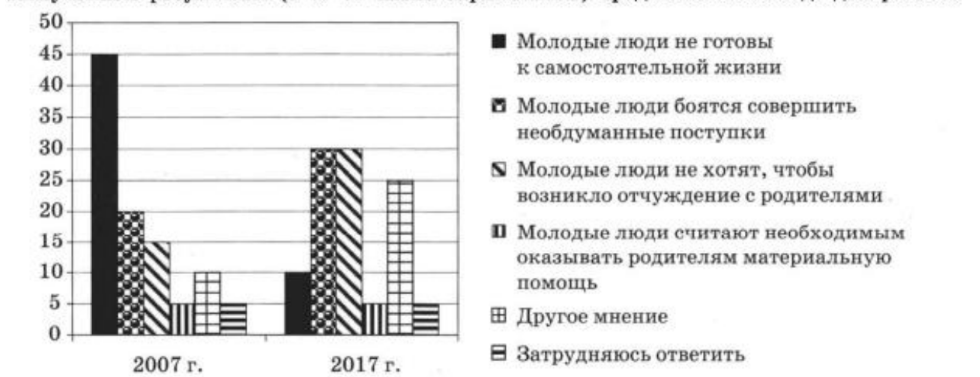 50
45
40
35
30
25
20
15
10
5
0
2007 г.
2017 г.
Молодые люди не готовы
к самостоятельной жизни
Молодые люди боятся совершить
необдуманные поступки
Молодые люди не хотят, чтобы
возникло отчуждение с родителями
Молодые люди считают необходимым
оказывать родителям материальную
помощь
Другое мнение
Затрудняюсь ответить